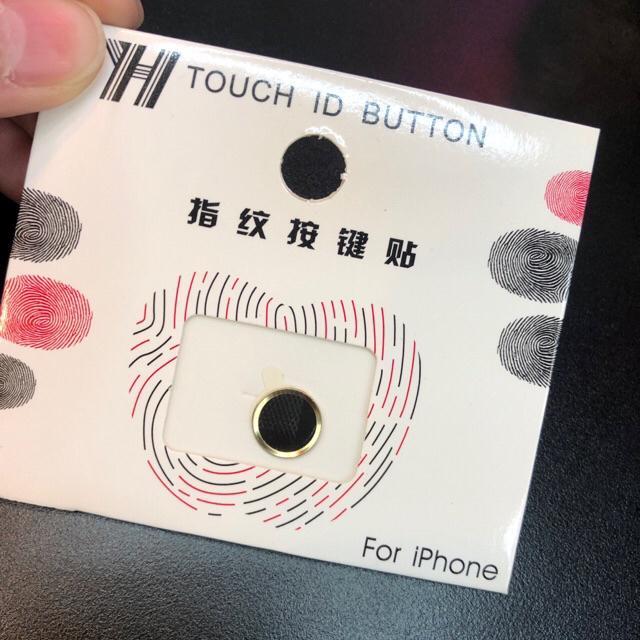 YH TOUCH ID BUTTON
指纹按键贴
For iPhone